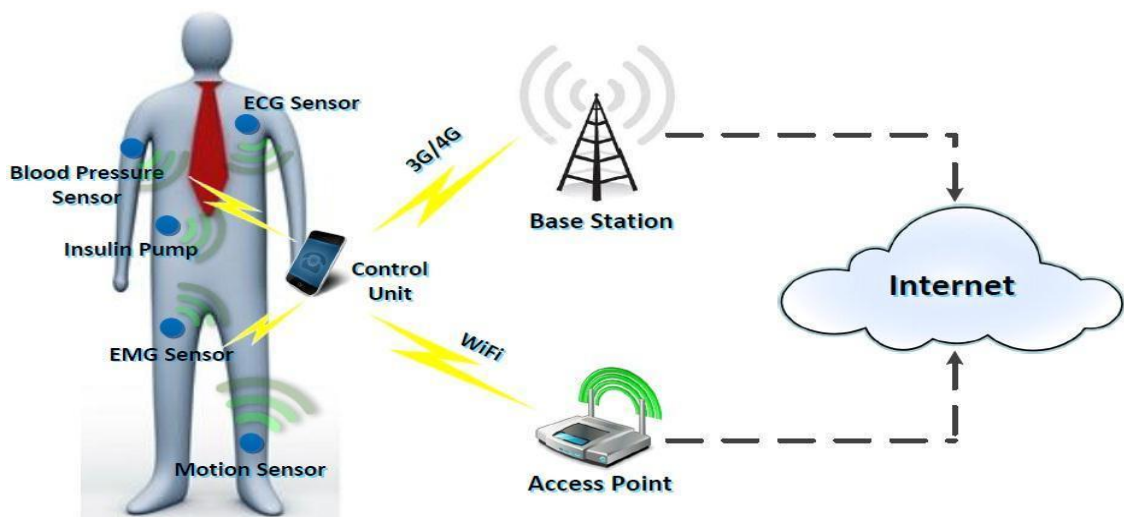 ECG Sensor
Blood Pressure
Sensor
Insulin Pump
EMG Sensor
Motion Sensor
Control
Unit
3G/4G
WiFi
Base Station
Access Point
Internet